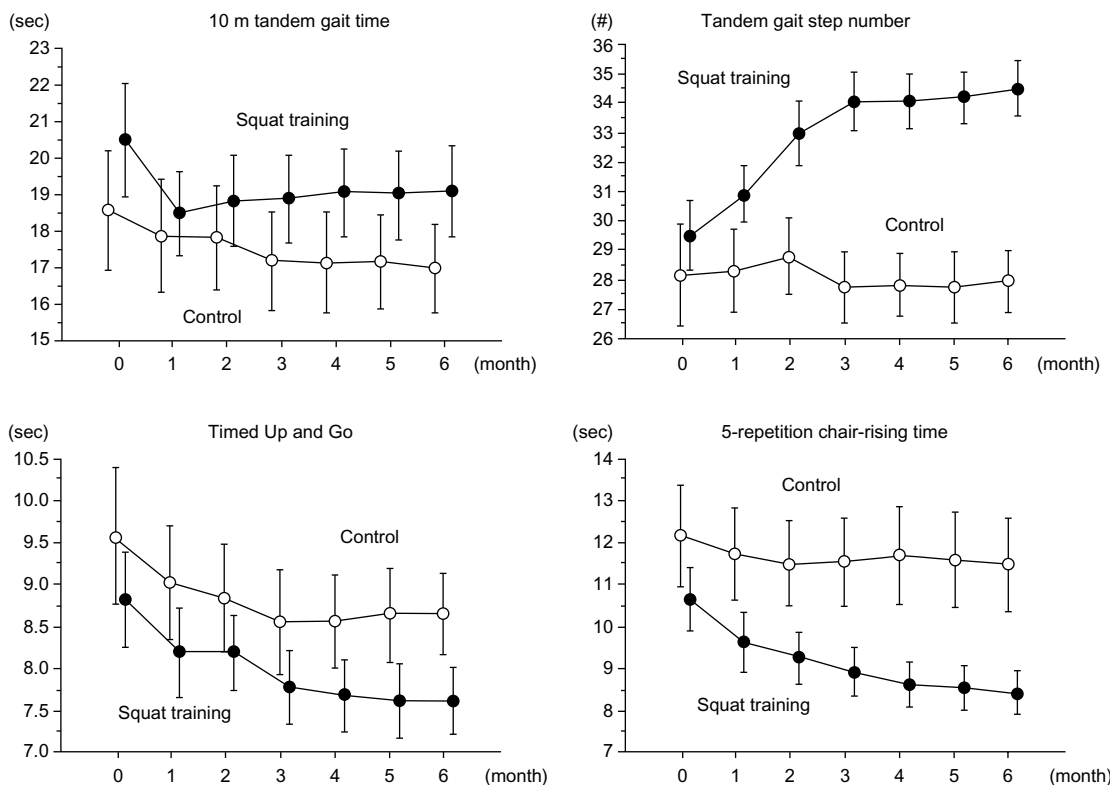 (sec)
10 m tandem gait time
23
22
21
20
19
18
17
16
15
Squat training
Control
0 1 2 3 4 5 6 (month)
(#)
Tandem gait step number
36
35
34
33
31
30
29
28
27
26
Squat training
Control
0 1 2 3 4 5 6 (month)
(sec)
Timed Up and Go
10.5
10.0
9.5
9.0
8.5
8.0
7.5
7.0
Control
Squat training
0 1 2 3 4 5 6 (month)
(sec)
5-repetition chair-rising time
14
13
12
11
10
9
8
7
Control
Squat training
0 1 2 3 4 5 6 (month)